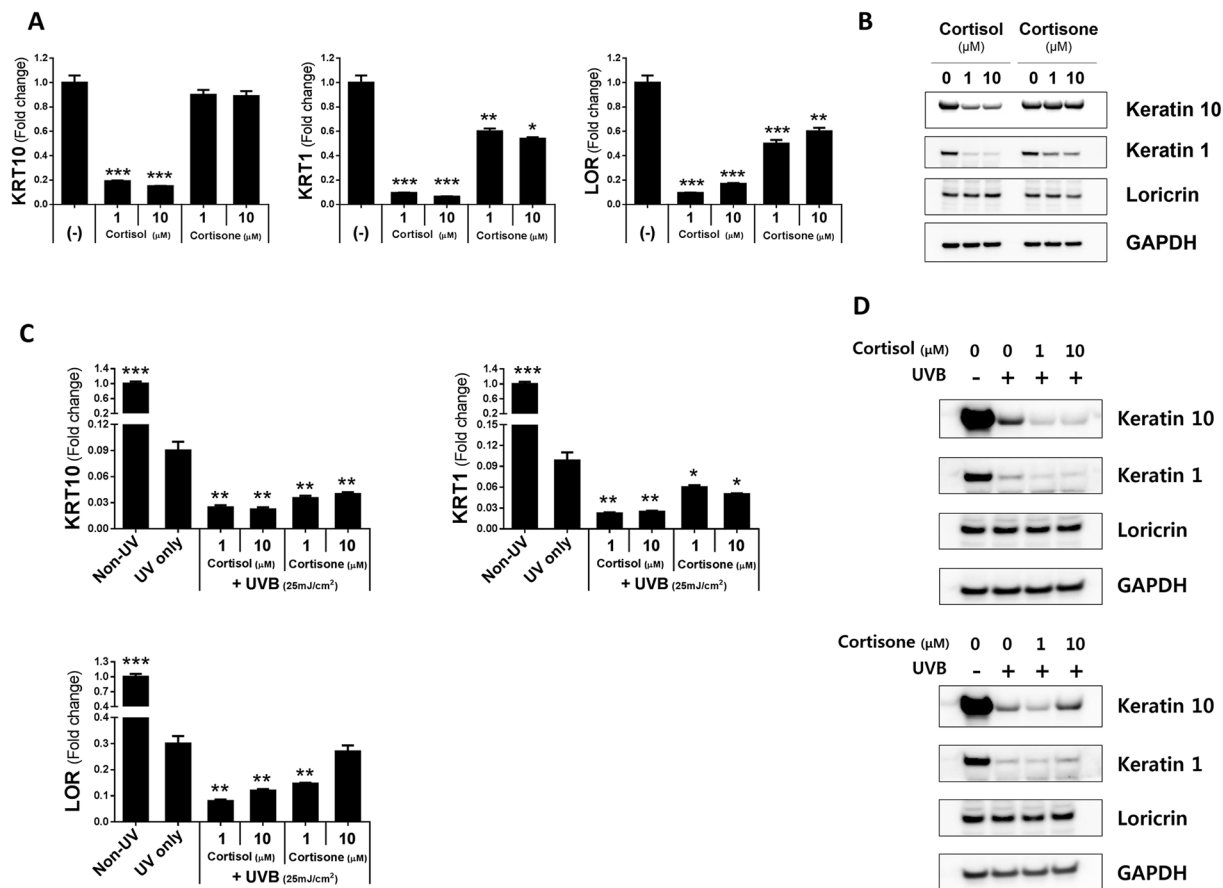 A
KRT10 (Fold change)
1.2
1.0
0.8
0.6
0.4
0.2
0.0
*** ***
(-) 1 10 1 10
Cortisol (μM) Cortisone (μM)
KRT1 (Fold change)
1.2
1.0
0.8
0.6
0.4
0.2
0.0
*** *** ** *
(-) 1 10 1 10
Cortisol (μM) Cortisone (μM)
LOR (Fold change)
1.2
1.0
0.8
0.6
0.4
0.2
0.0
*** *** *** **
(-) 1 10 1 10
Cortisol (μM) Cortisone (μM)
B
Cortisol Cortisone
(μM) (μM)
0 1 10 0 1 10
Keratin 10
Keratin 1
Loricrin
GAPDH
C
KRT10 (Fold change)
1.4
1.0
0.6
0.2
0.12
0.09
0.06
0.03
0.00
*** ** ** ** **
Non-UV UV only 1 10 1 10
Cortisol (μM) Cortisone (μM)
+ UVB (25mJ/cm²)
KRT1 (Fold change)
1.4
1.0
0.6
0.2
0.15
0.12
0.09
0.06
0.03
0.00
*** ** ** * *
Non-UV UV only 1 10 1 10
Cortisol (μM) Cortisone (μM)
+ UVB (25mJ/cm²)
LOR (Fold change)
1.3
1.0
0.7
0.4
0.4
0.3
0.2
0.1
0.0
*** ** ** **
Non-UV UV only 1 10 1 10
Cortisol (μM) Cortisone (μM)
+ UVB (25mJ/cm²)
D
Cortisol (μM) 0 0 1 10
UVB - + + +
Keratin 10
Keratin 1
Loricrin
GAPDH
Cortisone (μM) 0 0 1 10
UVB - + + +
Keratin 10
Keratin 1
Loricrin
GAPDH